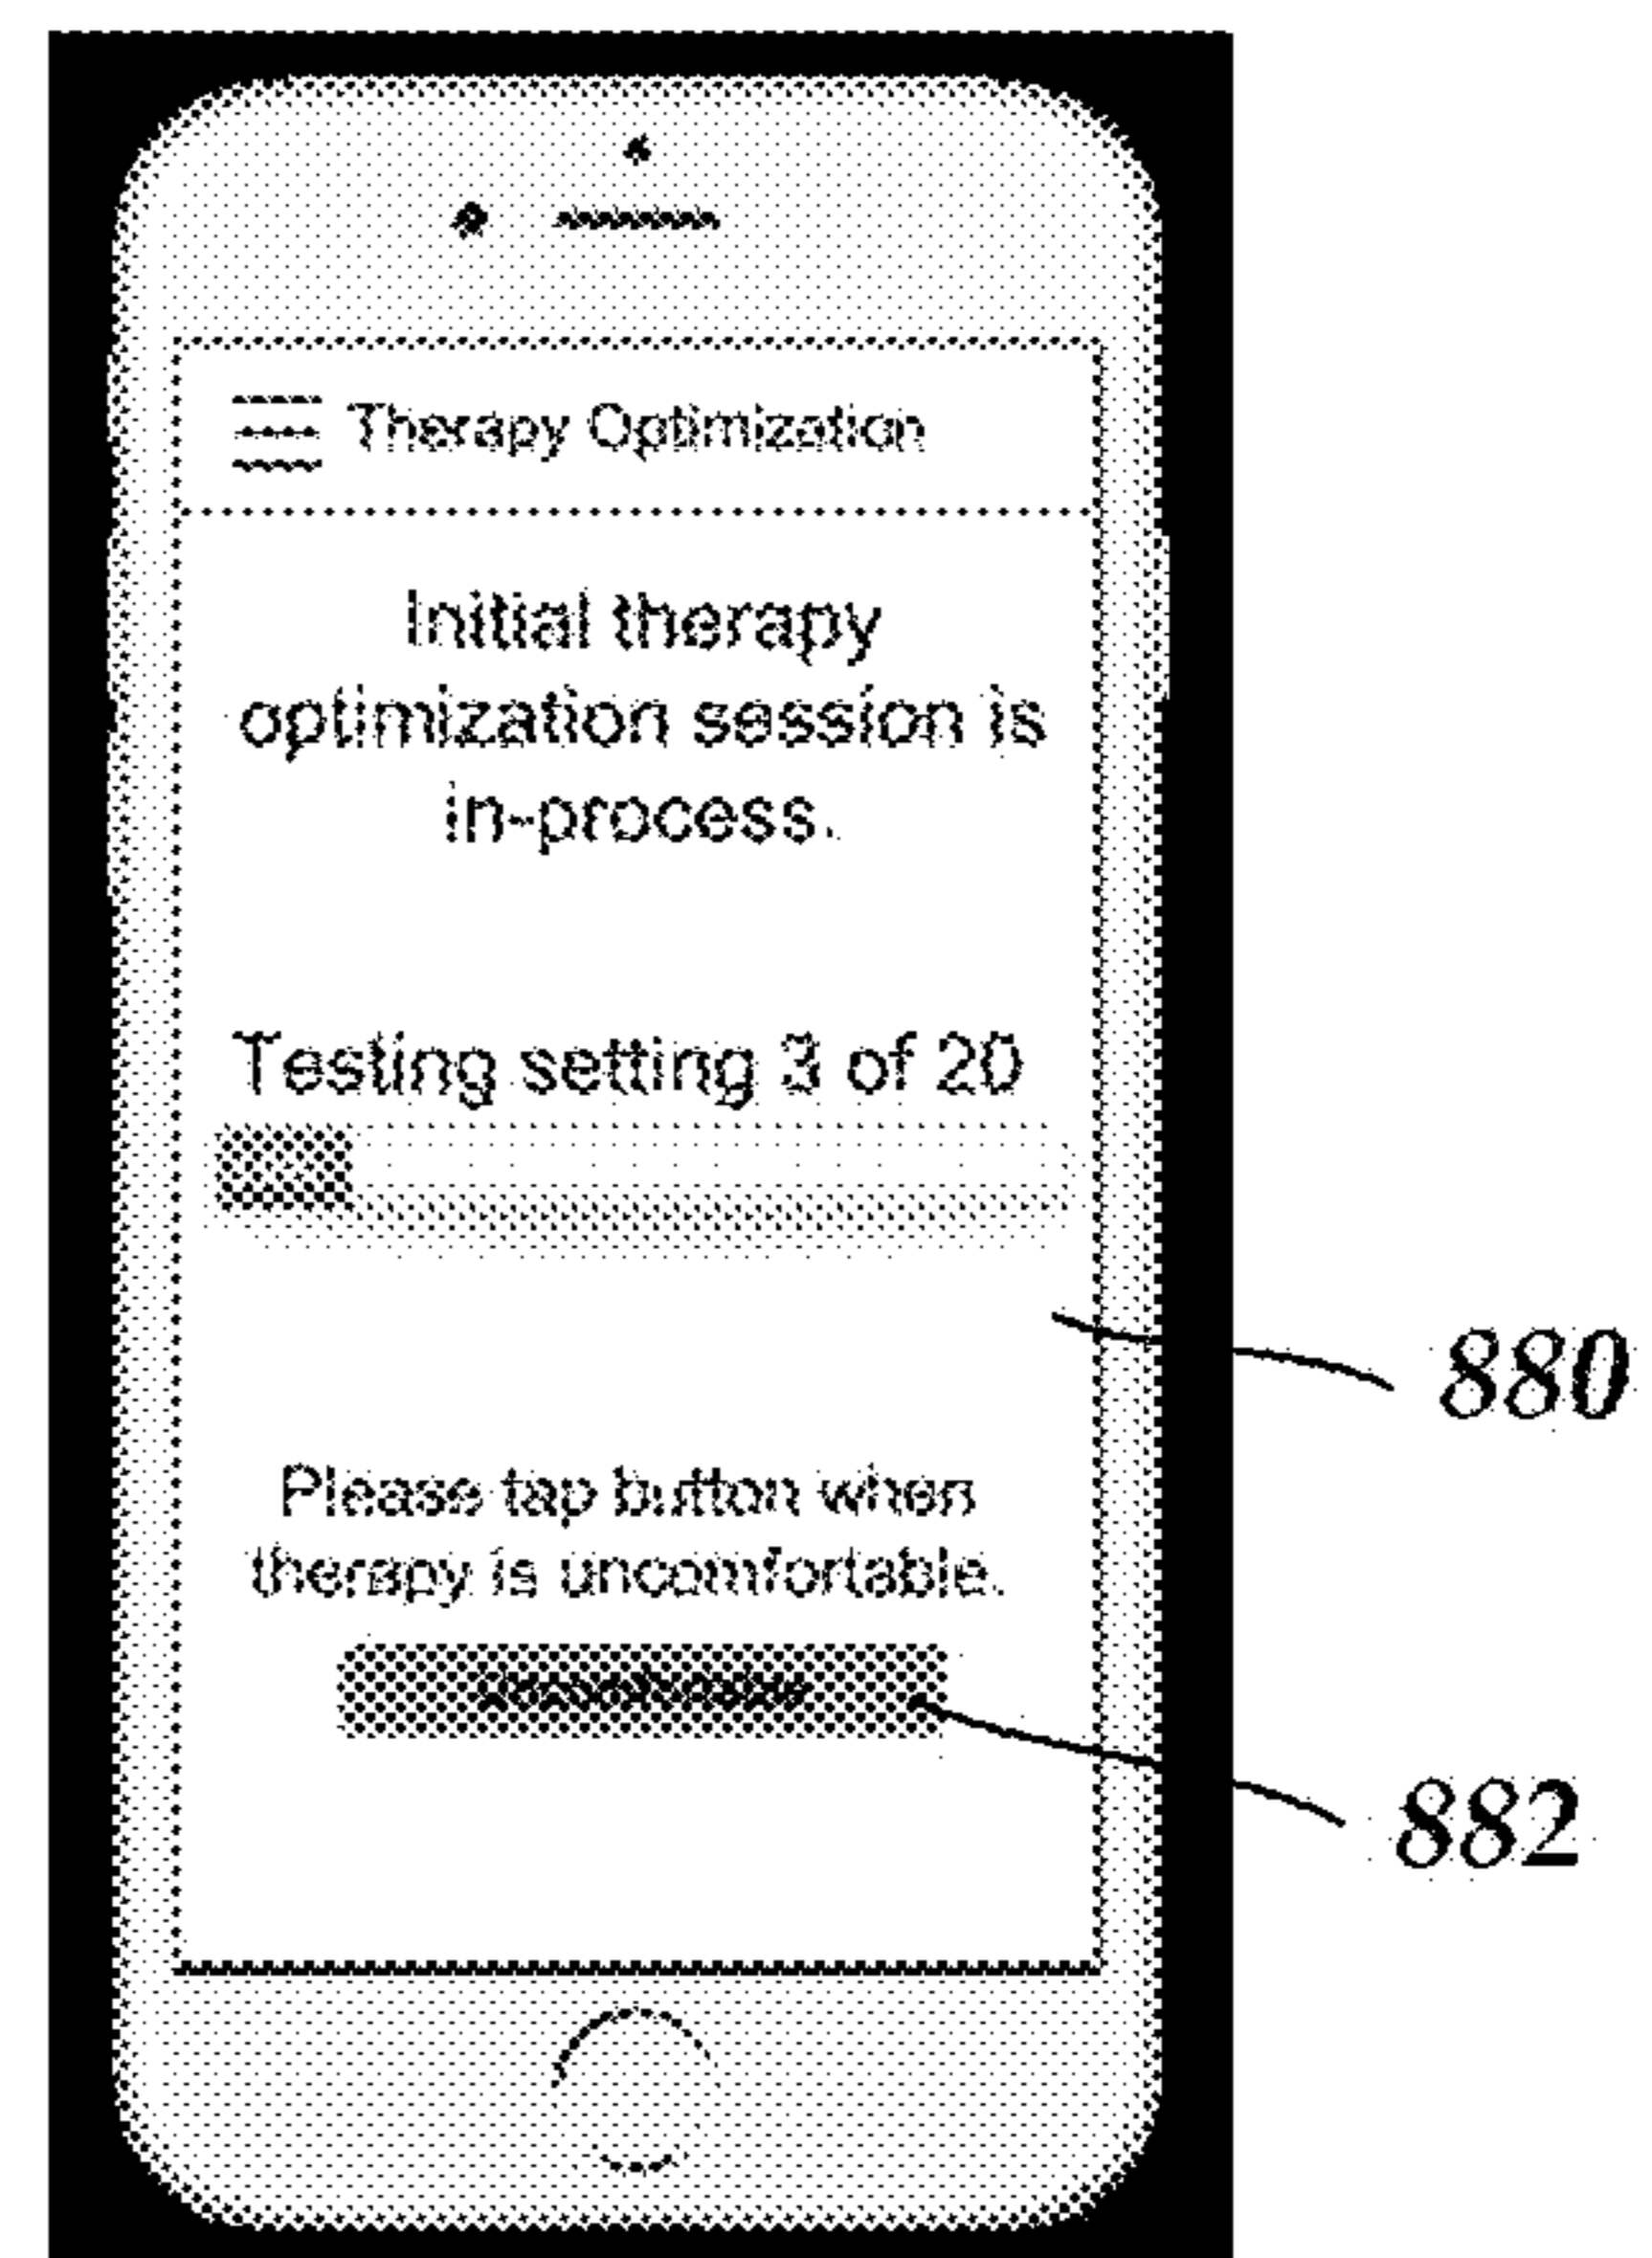 Therapy Optimization
Initial therapy
optimization session is
in-process.
Testing setting 3 of 20
880
Please tap button when
therapy is uncomfortable.
882